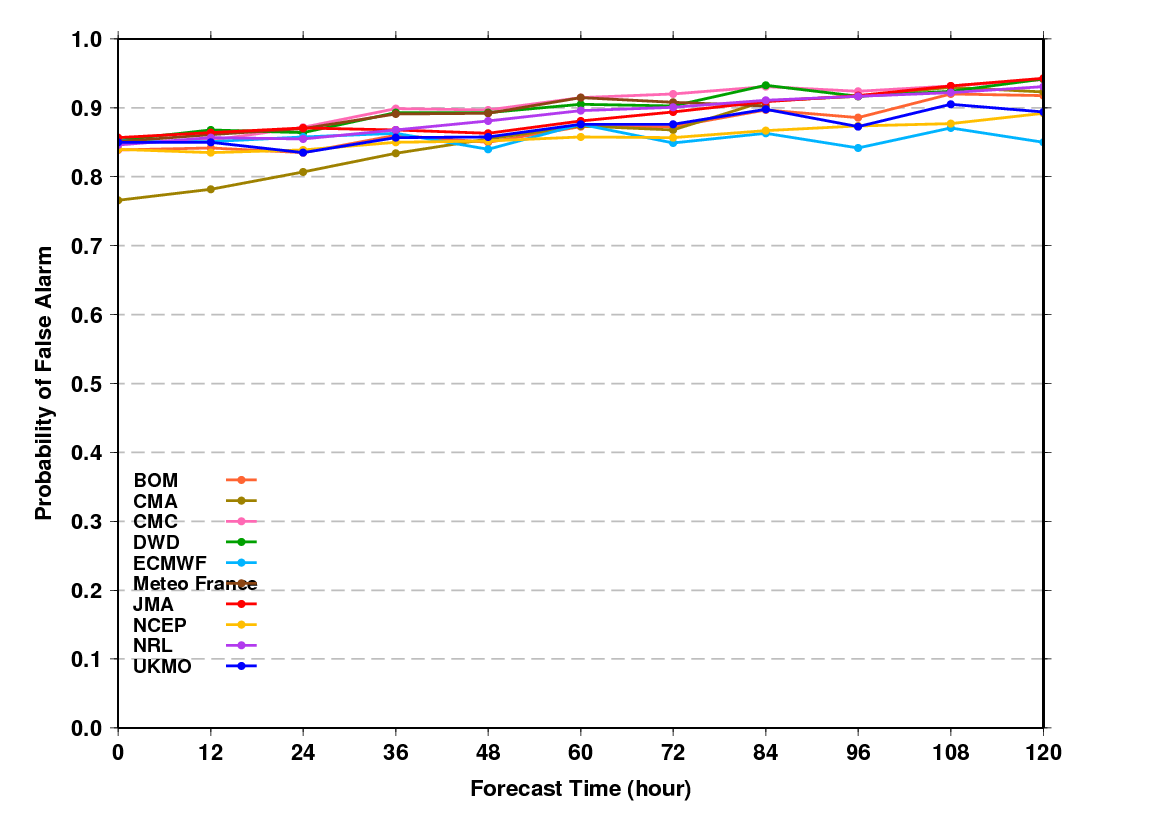 1.0
0.9
0.8
0.7
0.6
0.5
0.4
0.3
0.2
0.1
0.0
Probability of False Alarm
BOM
CMA
CMC
DWD
ECMWF
Meteo France
JMA
NCEP
NRL
UKMO
0 12 24 36 48 60 72 84 96 108 120
Forecast Time (hour)